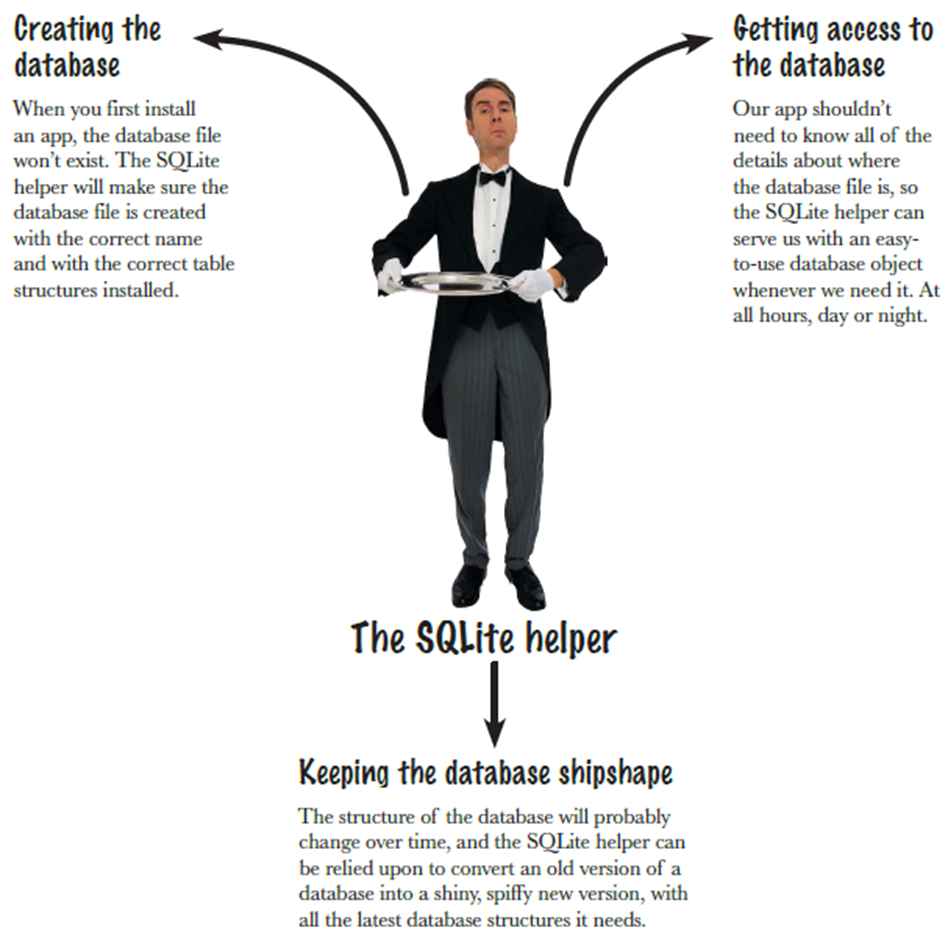 Creating the
database
When you first install
an app, the database file
won't exist. The SQLite
helper will make sure the
database file is created
with the correct name
and with the correct table
structures installed.
Getting access to
the database
Our app shouldn't
need to know all of the
details about where
the database file is, so
the SQLite helper can
serve us with an easy-
to-use database object
whenever we need it. At
all hours, day or night.
The SQLite helper
Keeping the database shipshape
The structure of the database will probably
change over time, and the SQLite helper can
be relied upon to convert an old version of a
database into a shiny, spiffy new version, with
all the latest database structures it needs.